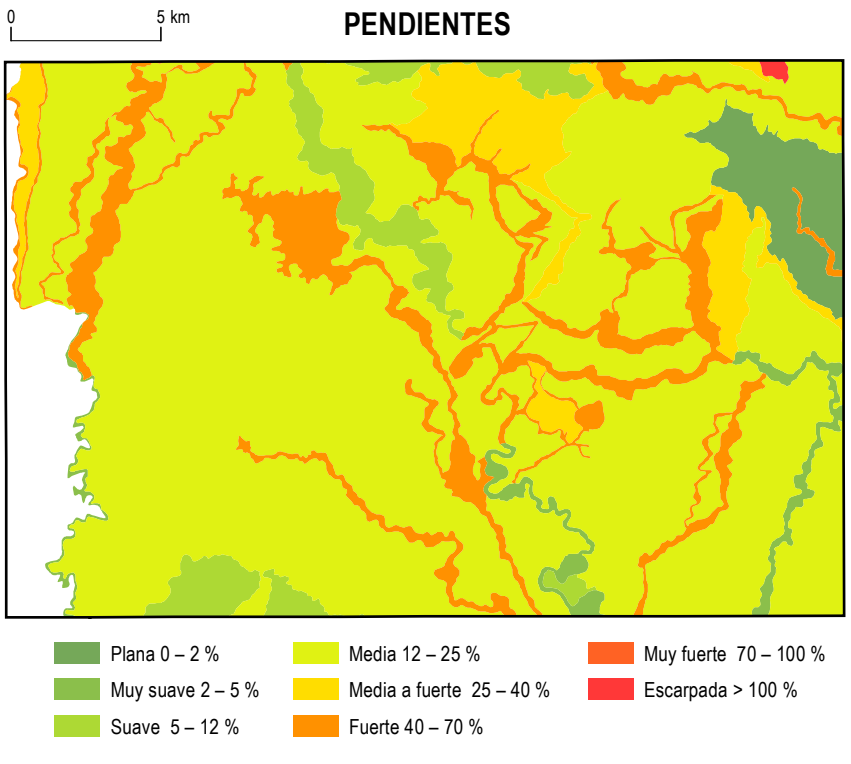 0 5 km
PENDIENTES
Plana 0 – 2 %
Muy suave 2 – 5 %
Suave 5 – 12 %
Media 12 – 25 %
Media a fuerte 25 – 40 %
Fuerte 40 – 70 %
Muy fuerte 70 – 100 %
Escarpada > 100 %